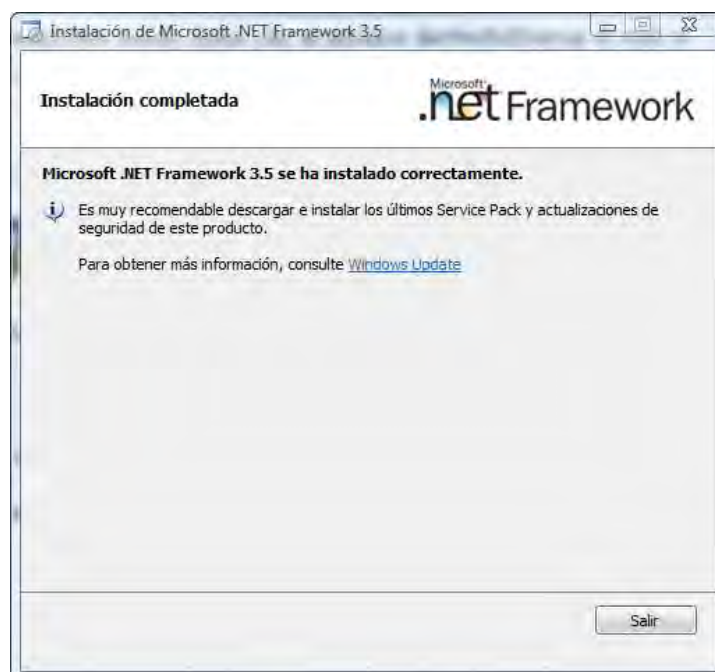 Instalación de Microsoft .NET Framework 3.5
Instalación completada
Microsoft
.net Framework
Microsoft .NET Framework 3.5 se ha instalado correctamente.
Es muy recomendable descargar e instalar los últimos Service Pack y actualizaciones de
seguridad de este producto.
Para obtener más información, consulte Windows Update
Salir